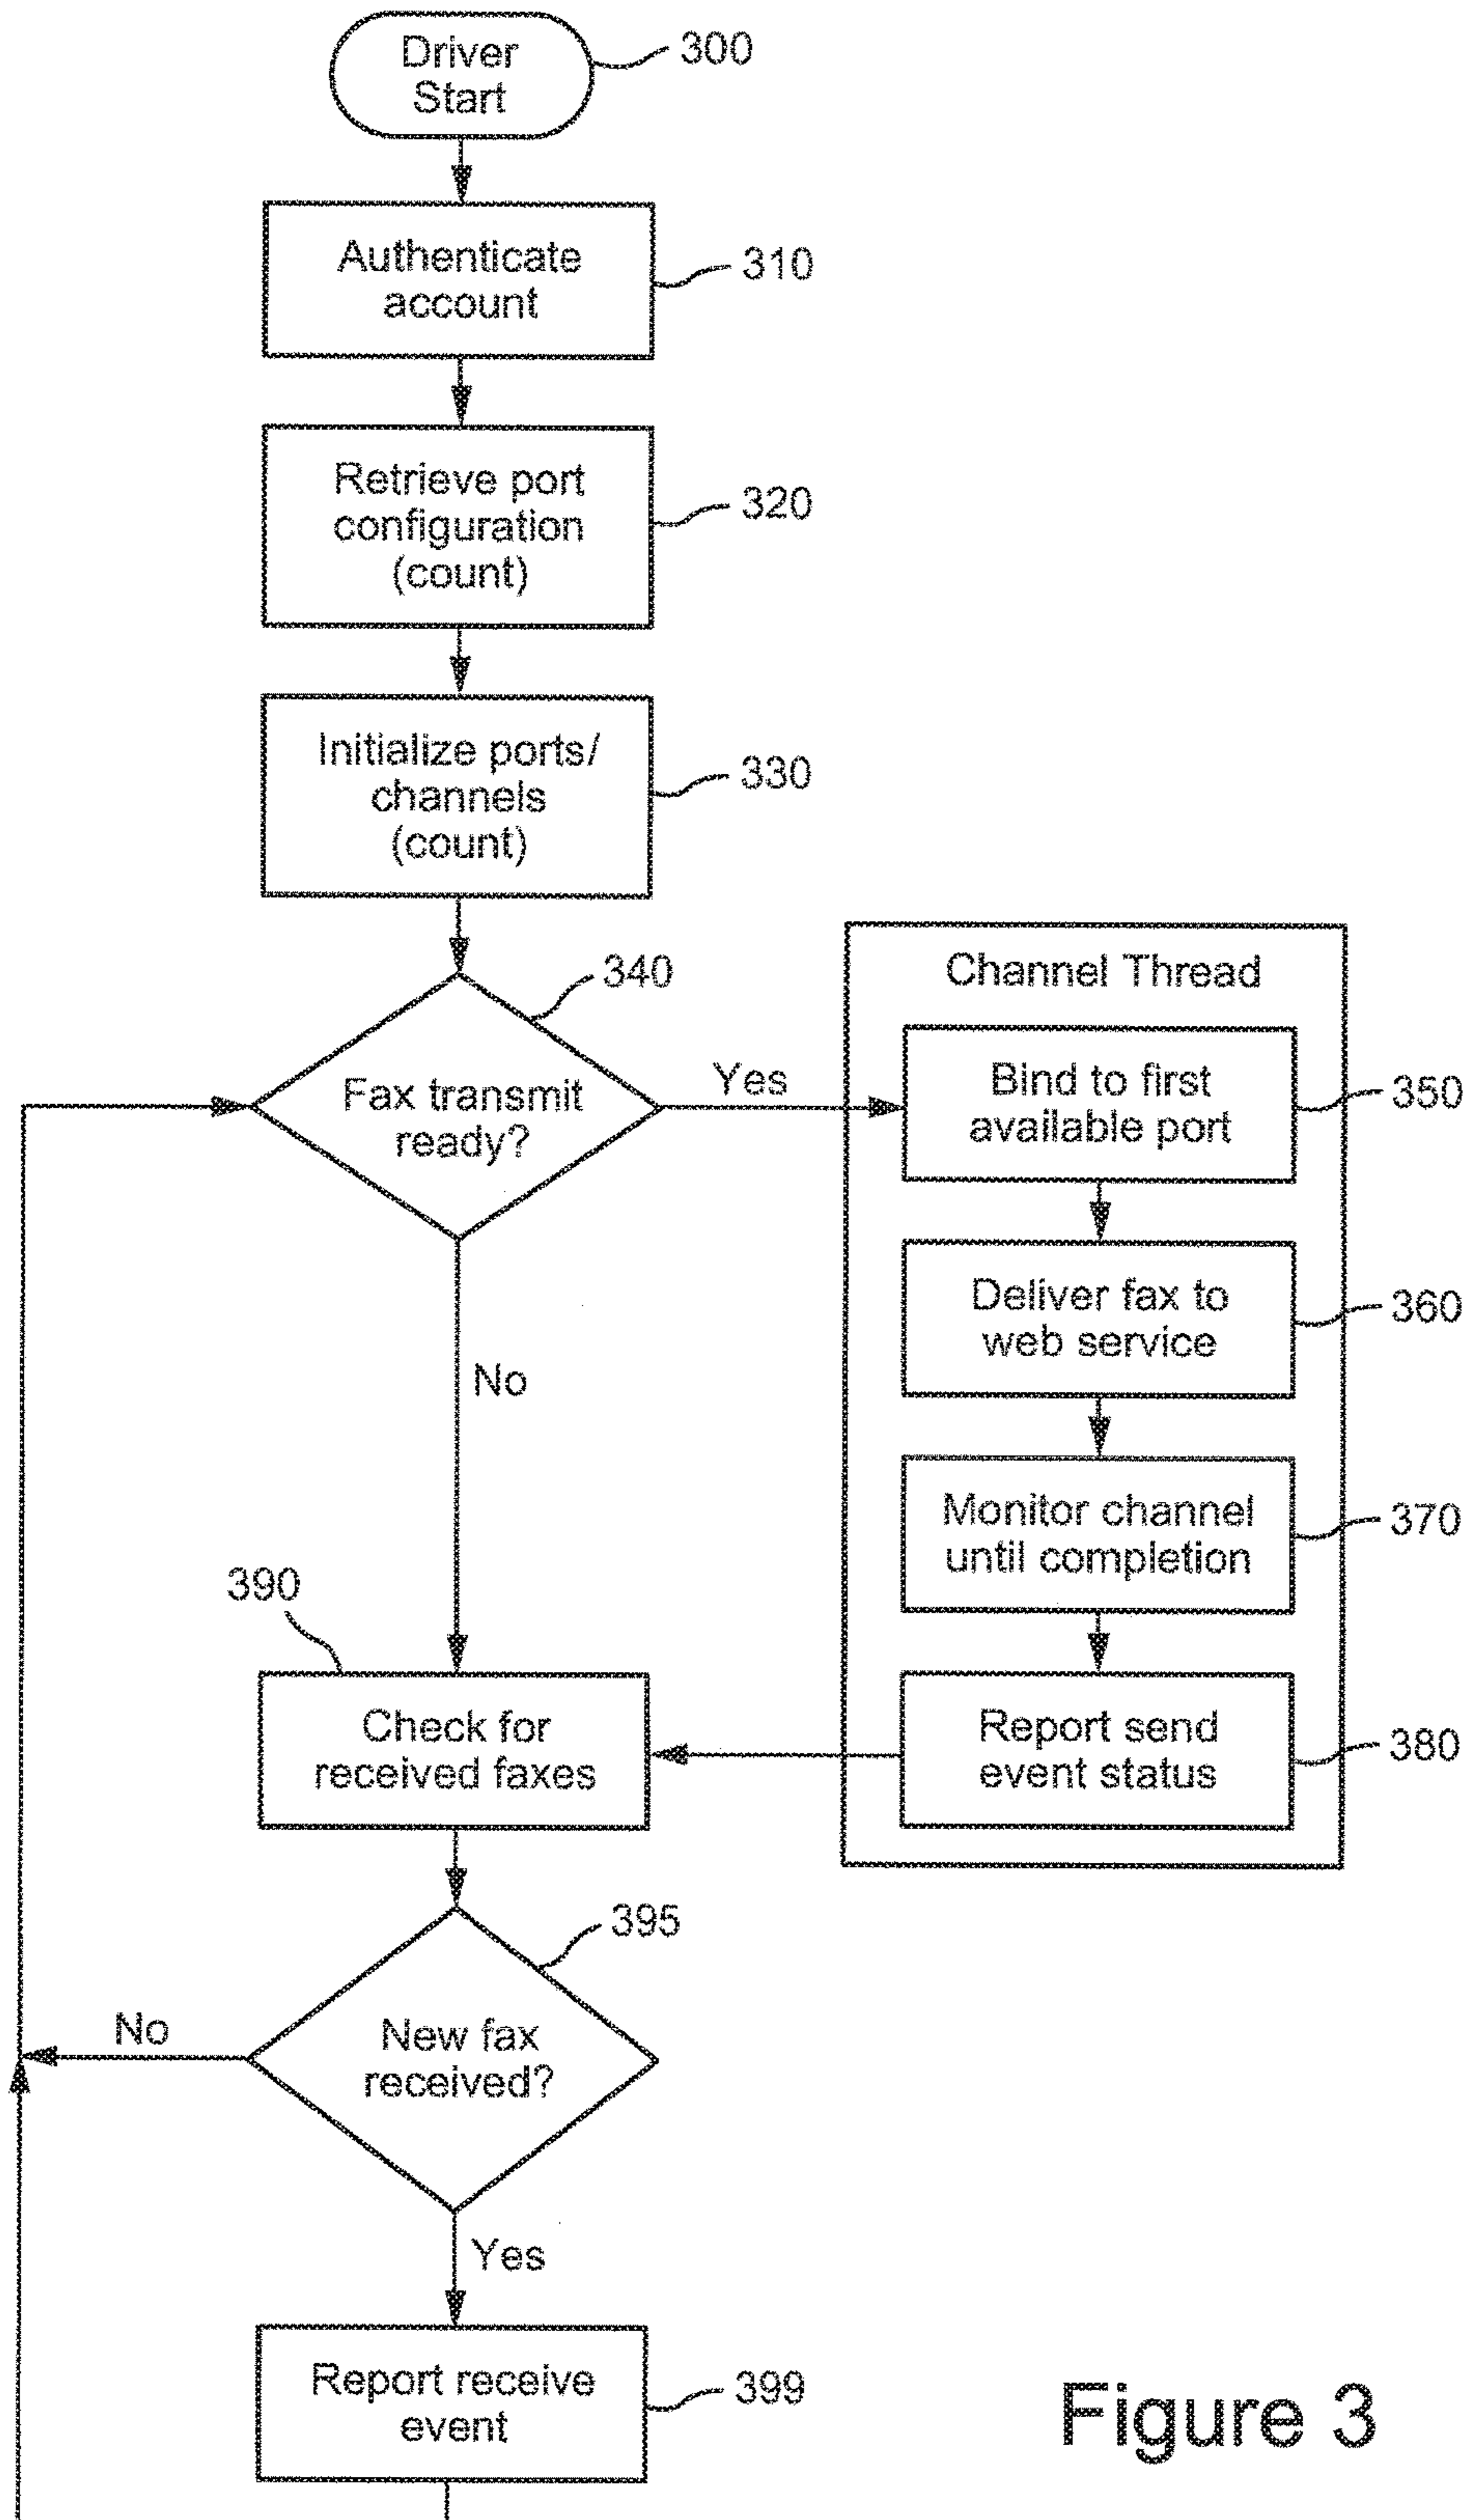 Driver
Start
300
Authenticate
account
310
Retrieve port
configuration
(count)
320
Initialize ports/
channels
(count)
330
340
Fax transmit
ready?
Yes
No
Channel Thread
Bind to first
available port
350
Deliver fax to
web service
360
Monitor channel
until completion
370
Report send
event status
380
390
Check for
received faxes
395
New fax
received?
No
Yes
Report receive
event
399
Figure 3